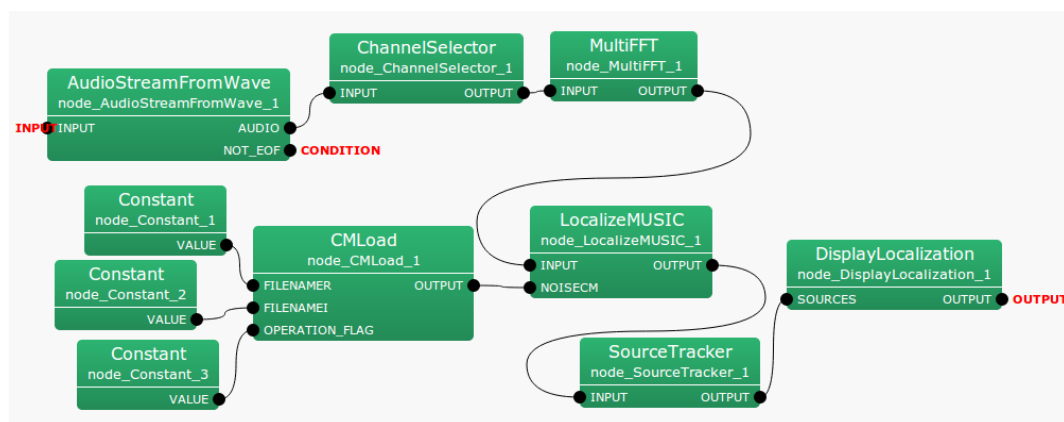 AudioStreamFromWave
node_AudioStreamFromWave_1
INPUT INPUT
AUDIO
NOT_EOF CONDITION
ChannelSelector
node_ChannelSelector_1
INPUT OUTPUT
MultiFFT
node_MultiFFT_1
INPUT OUTPUT
Constant
node_Constant_1
VALUE
Constant
node_Constant_2
VALUE
Constant
node_Constant_3
VALUE
CMLoad
node_CMLoad_1
FILENAMER OUTPUT
FILENAMEI
OPERATION_FLAG
LocalizeMUSIC
node_LocalizeMUSIC_1
INPUT OUTPUT
NOISECM
SourceTracker
node_SourceTracker_1
INPUT OUTPUT
DisplayLocalization
node_DisplayLocalization_1
SOURCES OUTPUT OUTPUT